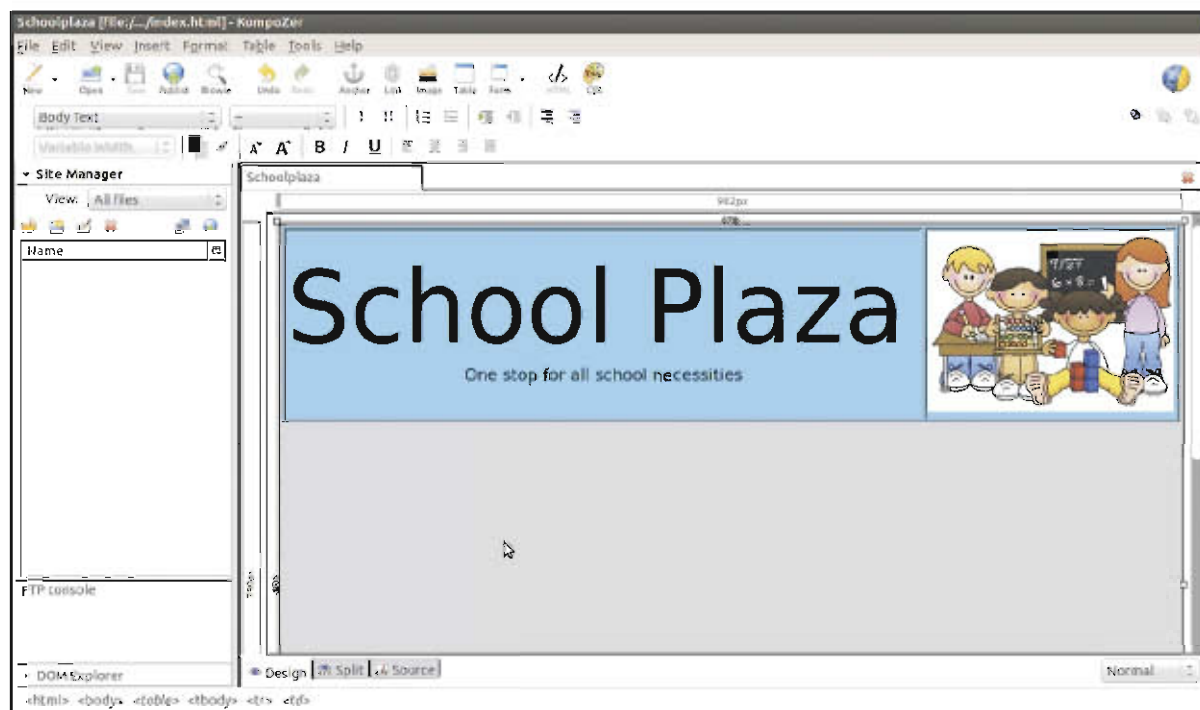 Schoolplaza [file:/.../index.html] - KompoZer
File Edit View Insert Format Table Tools Help
New Open Save Publish Browse Undo Redo Anchor Link Image Table Form HTML CSS
Body Text
Variable Width
A A B I U
Site Manager
Schoolplaza
View: All files
982px
Name
School Plaza
One stop for all school necessities
FTP console
DOM Explorer
Design Split Source
Normal
<html> <body> <table> <tbody> <tr> <td>